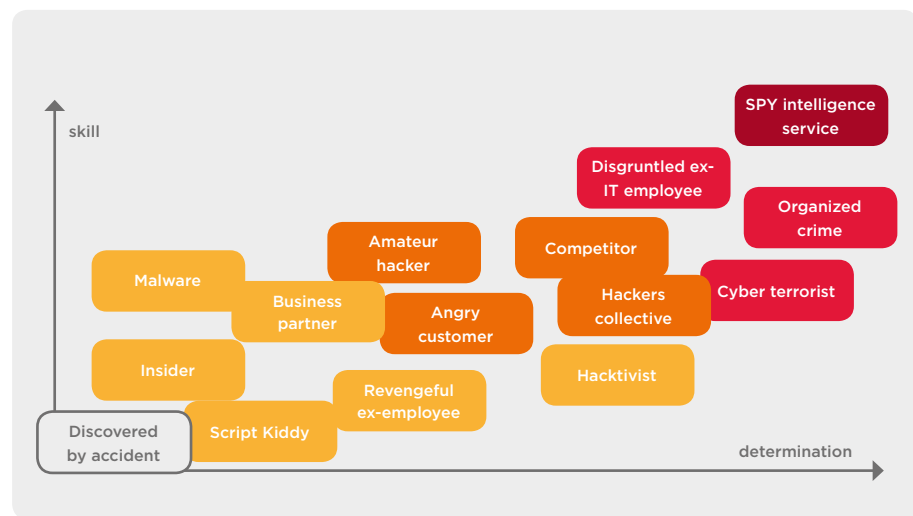 SPY intelligence
service
skill
Disgruntled ex-
IT employee
Organized
crime
Amateur
hacker
Competitor
Malware
Business
partner
Angry
customer
Hackers
collective
Cyber terrorist
Insider
Revengeful
ex-employee
Hacktivist
Discovered
by accident
Script Kiddy
determination